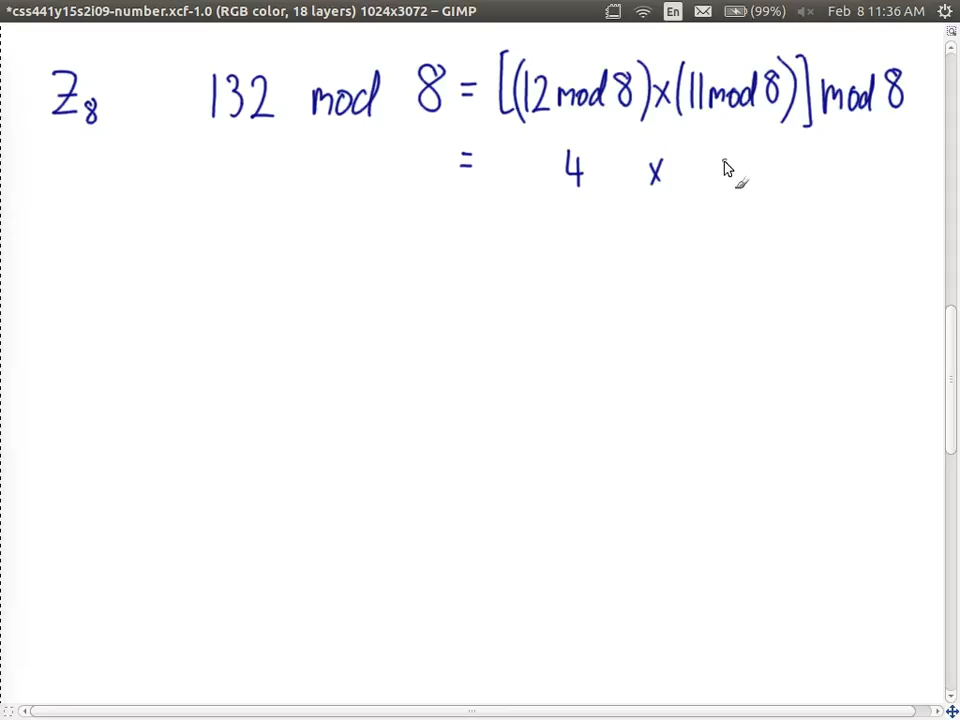 *css441y15s2i09-number.xcf-1.0 (RGB color, 18 layers) 1024x3072 – GIMP En (99%) Feb 8 11:36 AM
Z₈ 132 mod 8 = [(12 mod 8)x(11 mod 8)] mod 8
= 4 x